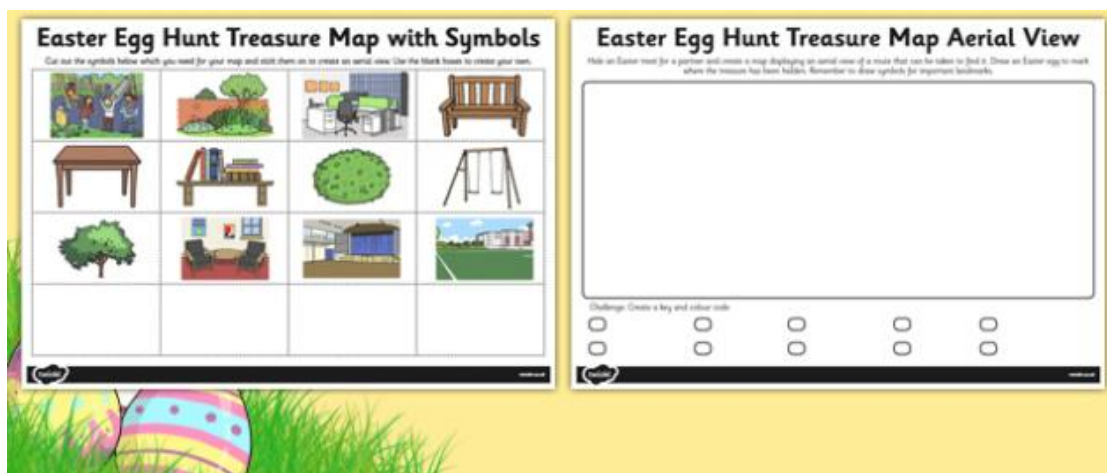 Easter Egg Hunt Treasure Map with Symbols
Cut out the symbols below which you need for your map and stick them on to create an aerial view. Use the blank boxes to create your own.
twinkl
Easter Egg Hunt Treasure Map Aerial View
Hide an Easter treat for a partner and create a map displaying an aerial view of a route that can be taken to find it. Draw an Easter egg to mark
where the treasure has been hidden. Remember to draw symbols for important landmarks.
Challenge: Create a key and colour code
twinkl